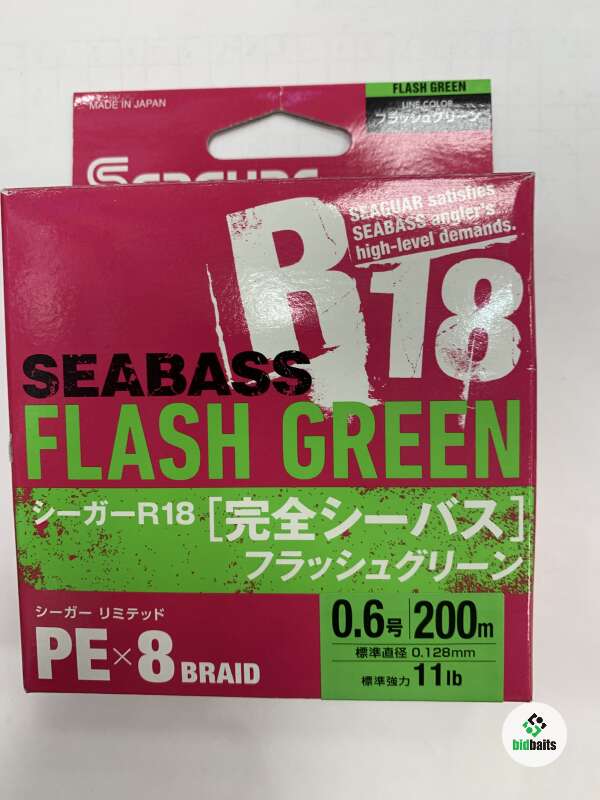 FLASH GREEN
MADE IN JAPAN
LINE COLOR
フラッシュグリーン
SEAGUAR
R18
SEAGUAR satisfies
SEABASS angler's
high-level demands.
SEABASS
FLASH GREEN
シーガーR18［完全シーバス］
フラッシュグリーン
シーガー リミテッド
PE×8 BRAID
0.6号 200m
標準直径 0.128mm
標準強力 11lb
bidbaits